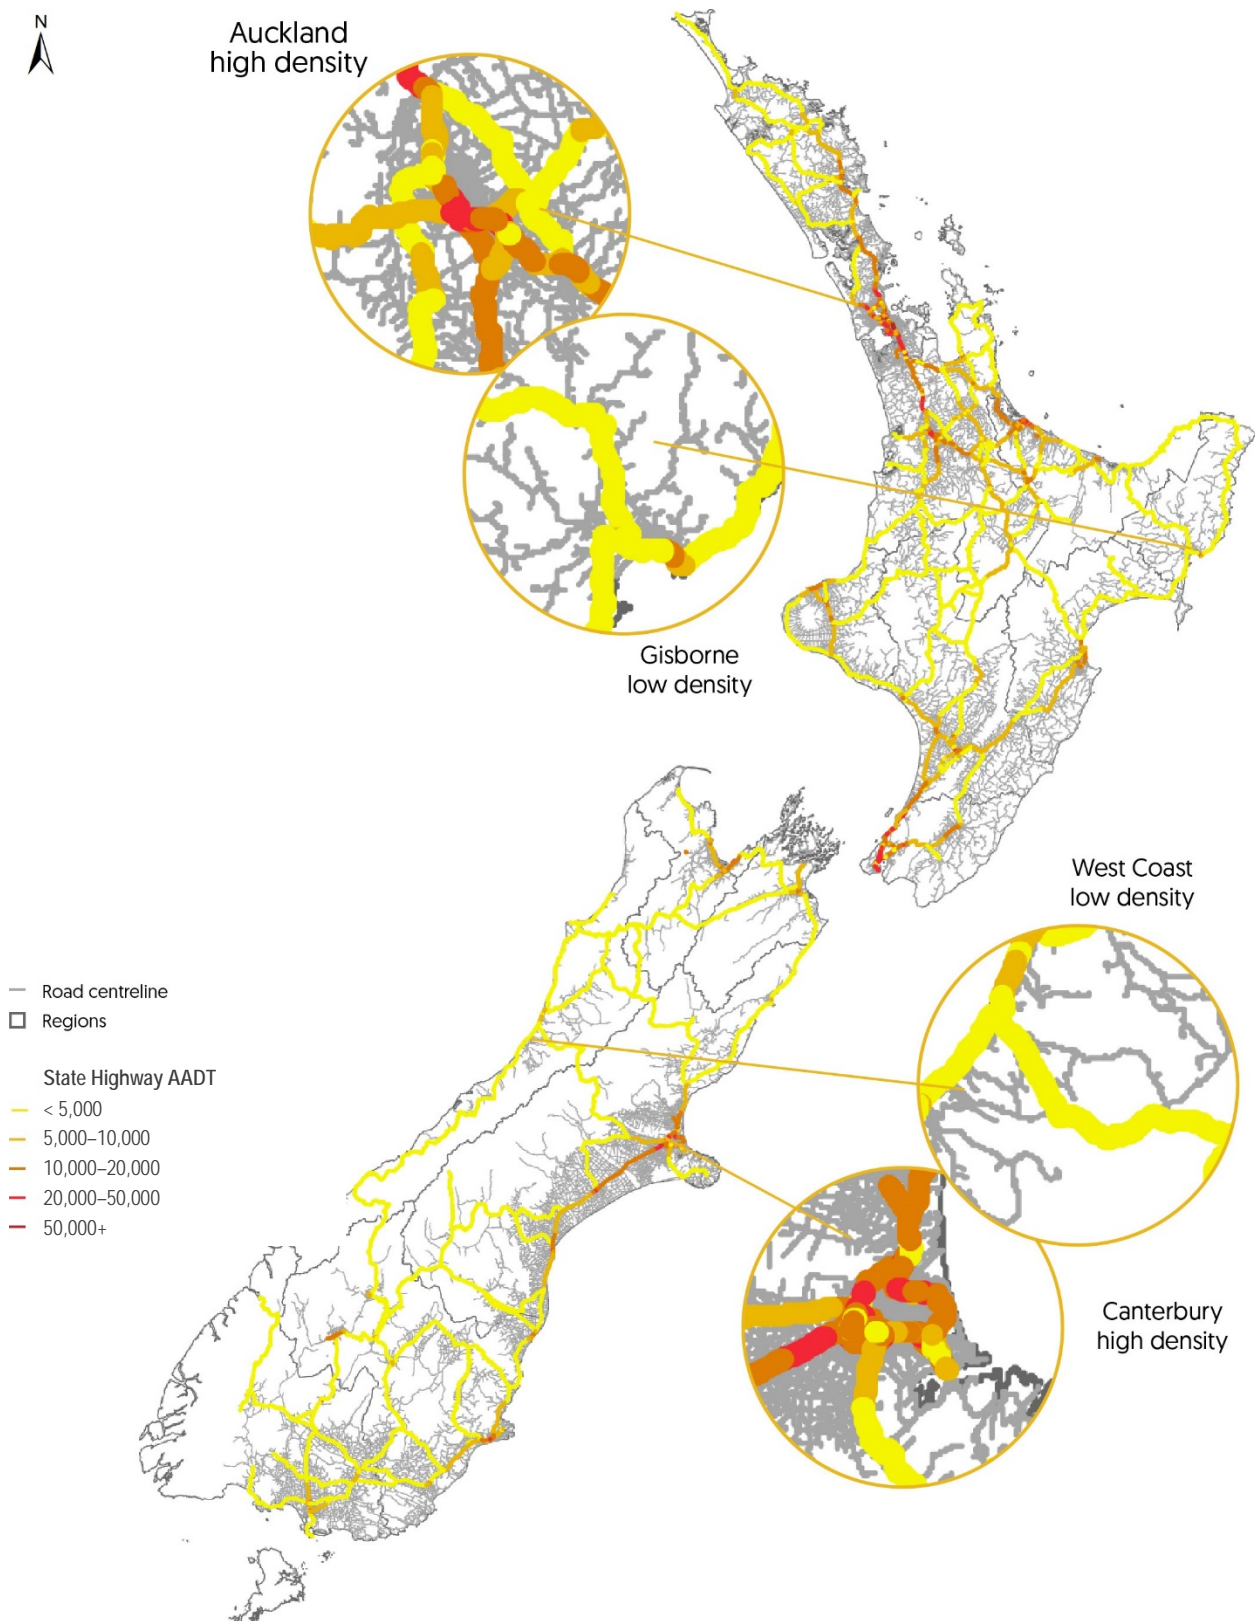 N
Auckland
high density
Gisborne
low density
West Coast
low density
Road centreline
Regions
State Highway AADT
< 5,000
5,000–10,000
10,000–20,000
20,000–50,000
50,000+
Canterbury
high density